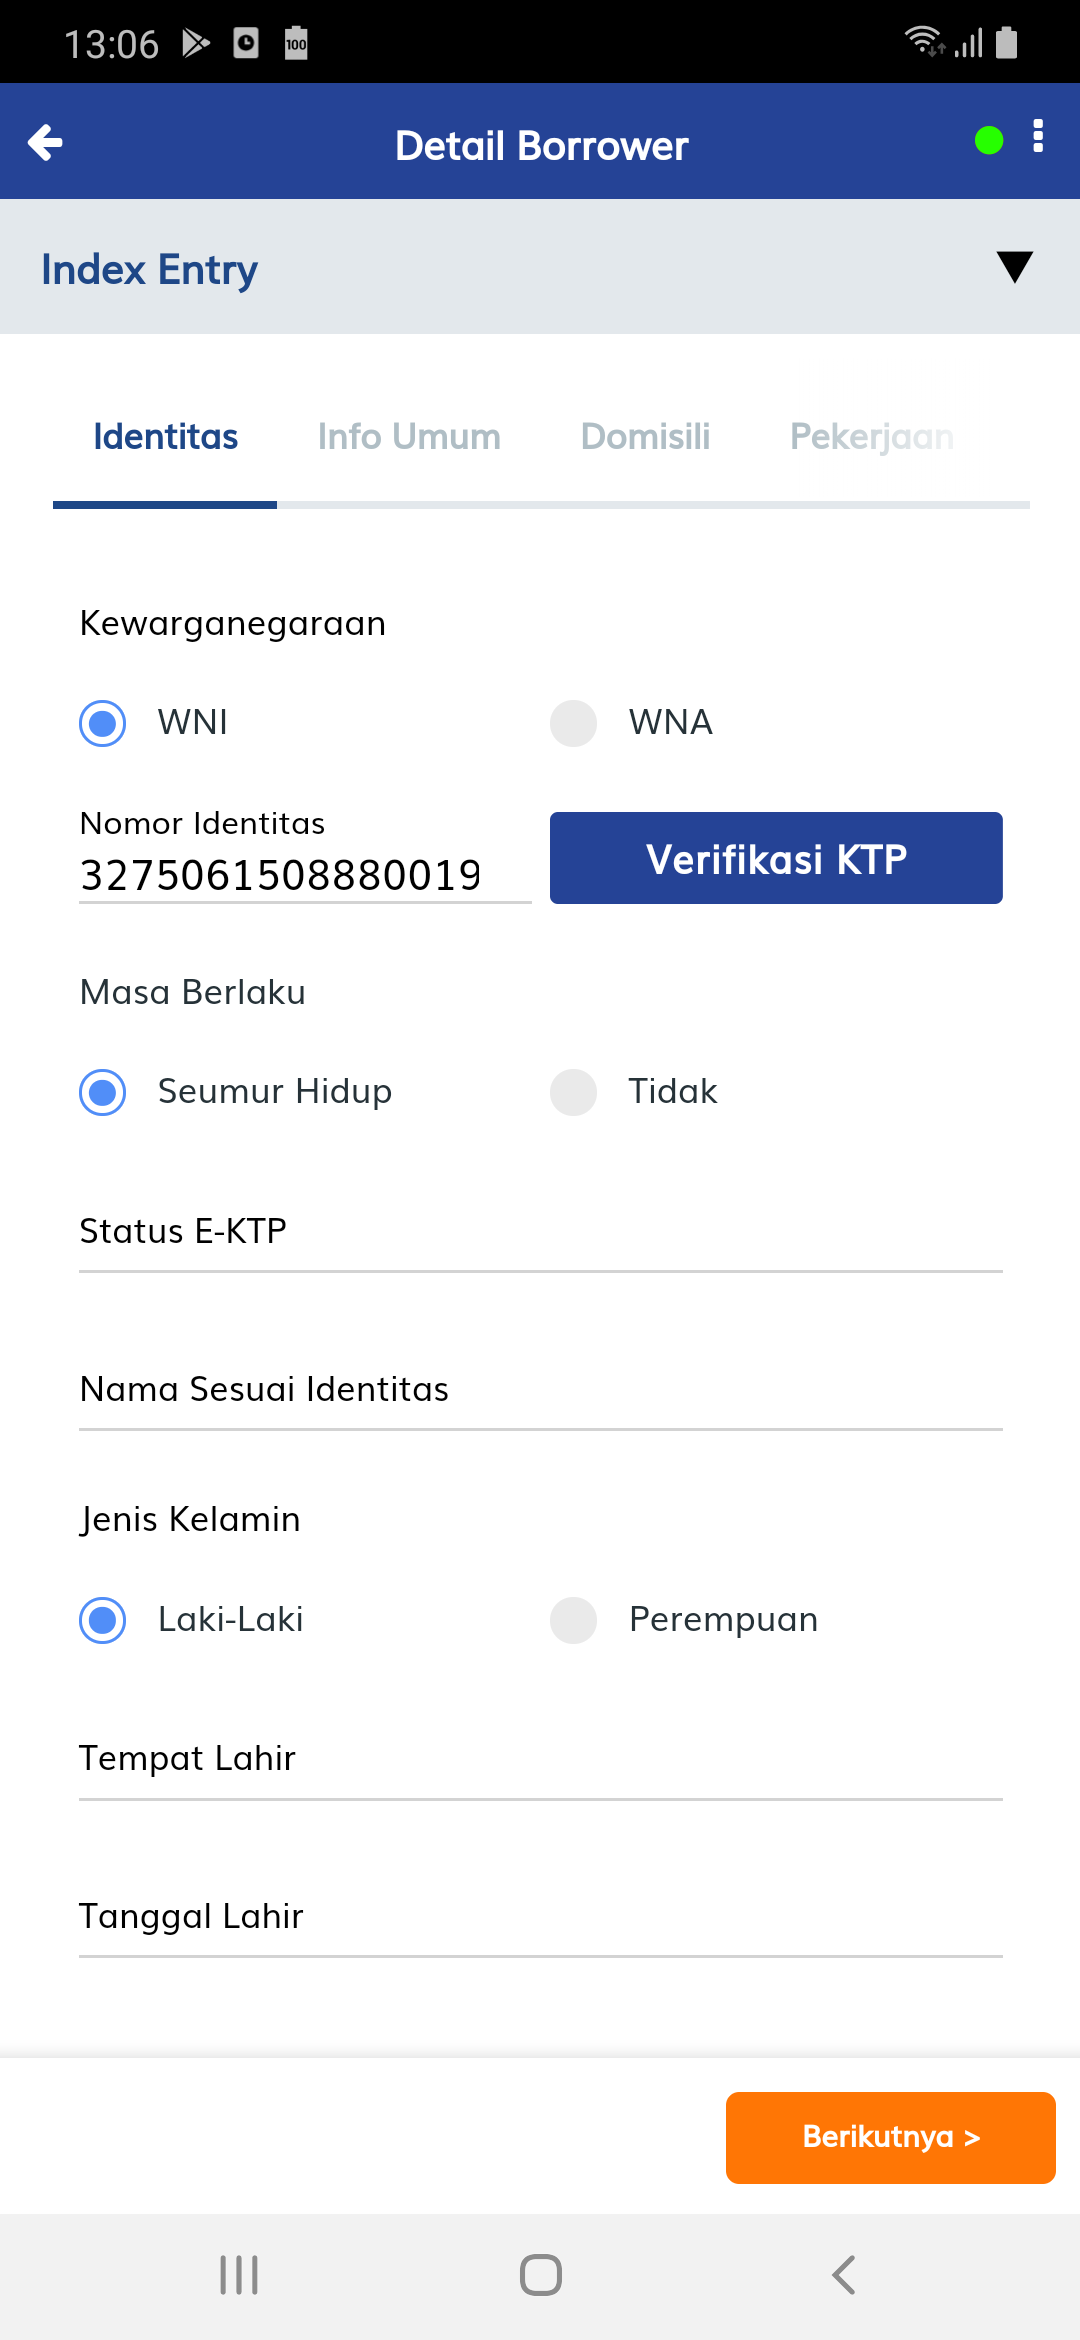 13:06
100
Detail Borrower
Index Entry
Identitas Info Umum Domisili Pekerjaan
Kewarganegaraan
WNI WNA
Nomor Identitas
3275061508880019
Verifikasi KTP
Masa Berlaku
Seumur Hidup Tidak
Status E-KTP
Nama Sesuai Identitas
Jenis Kelamin
Laki-Laki Perempuan
Tempat Lahir
Tanggal Lahir
Berikutnya >